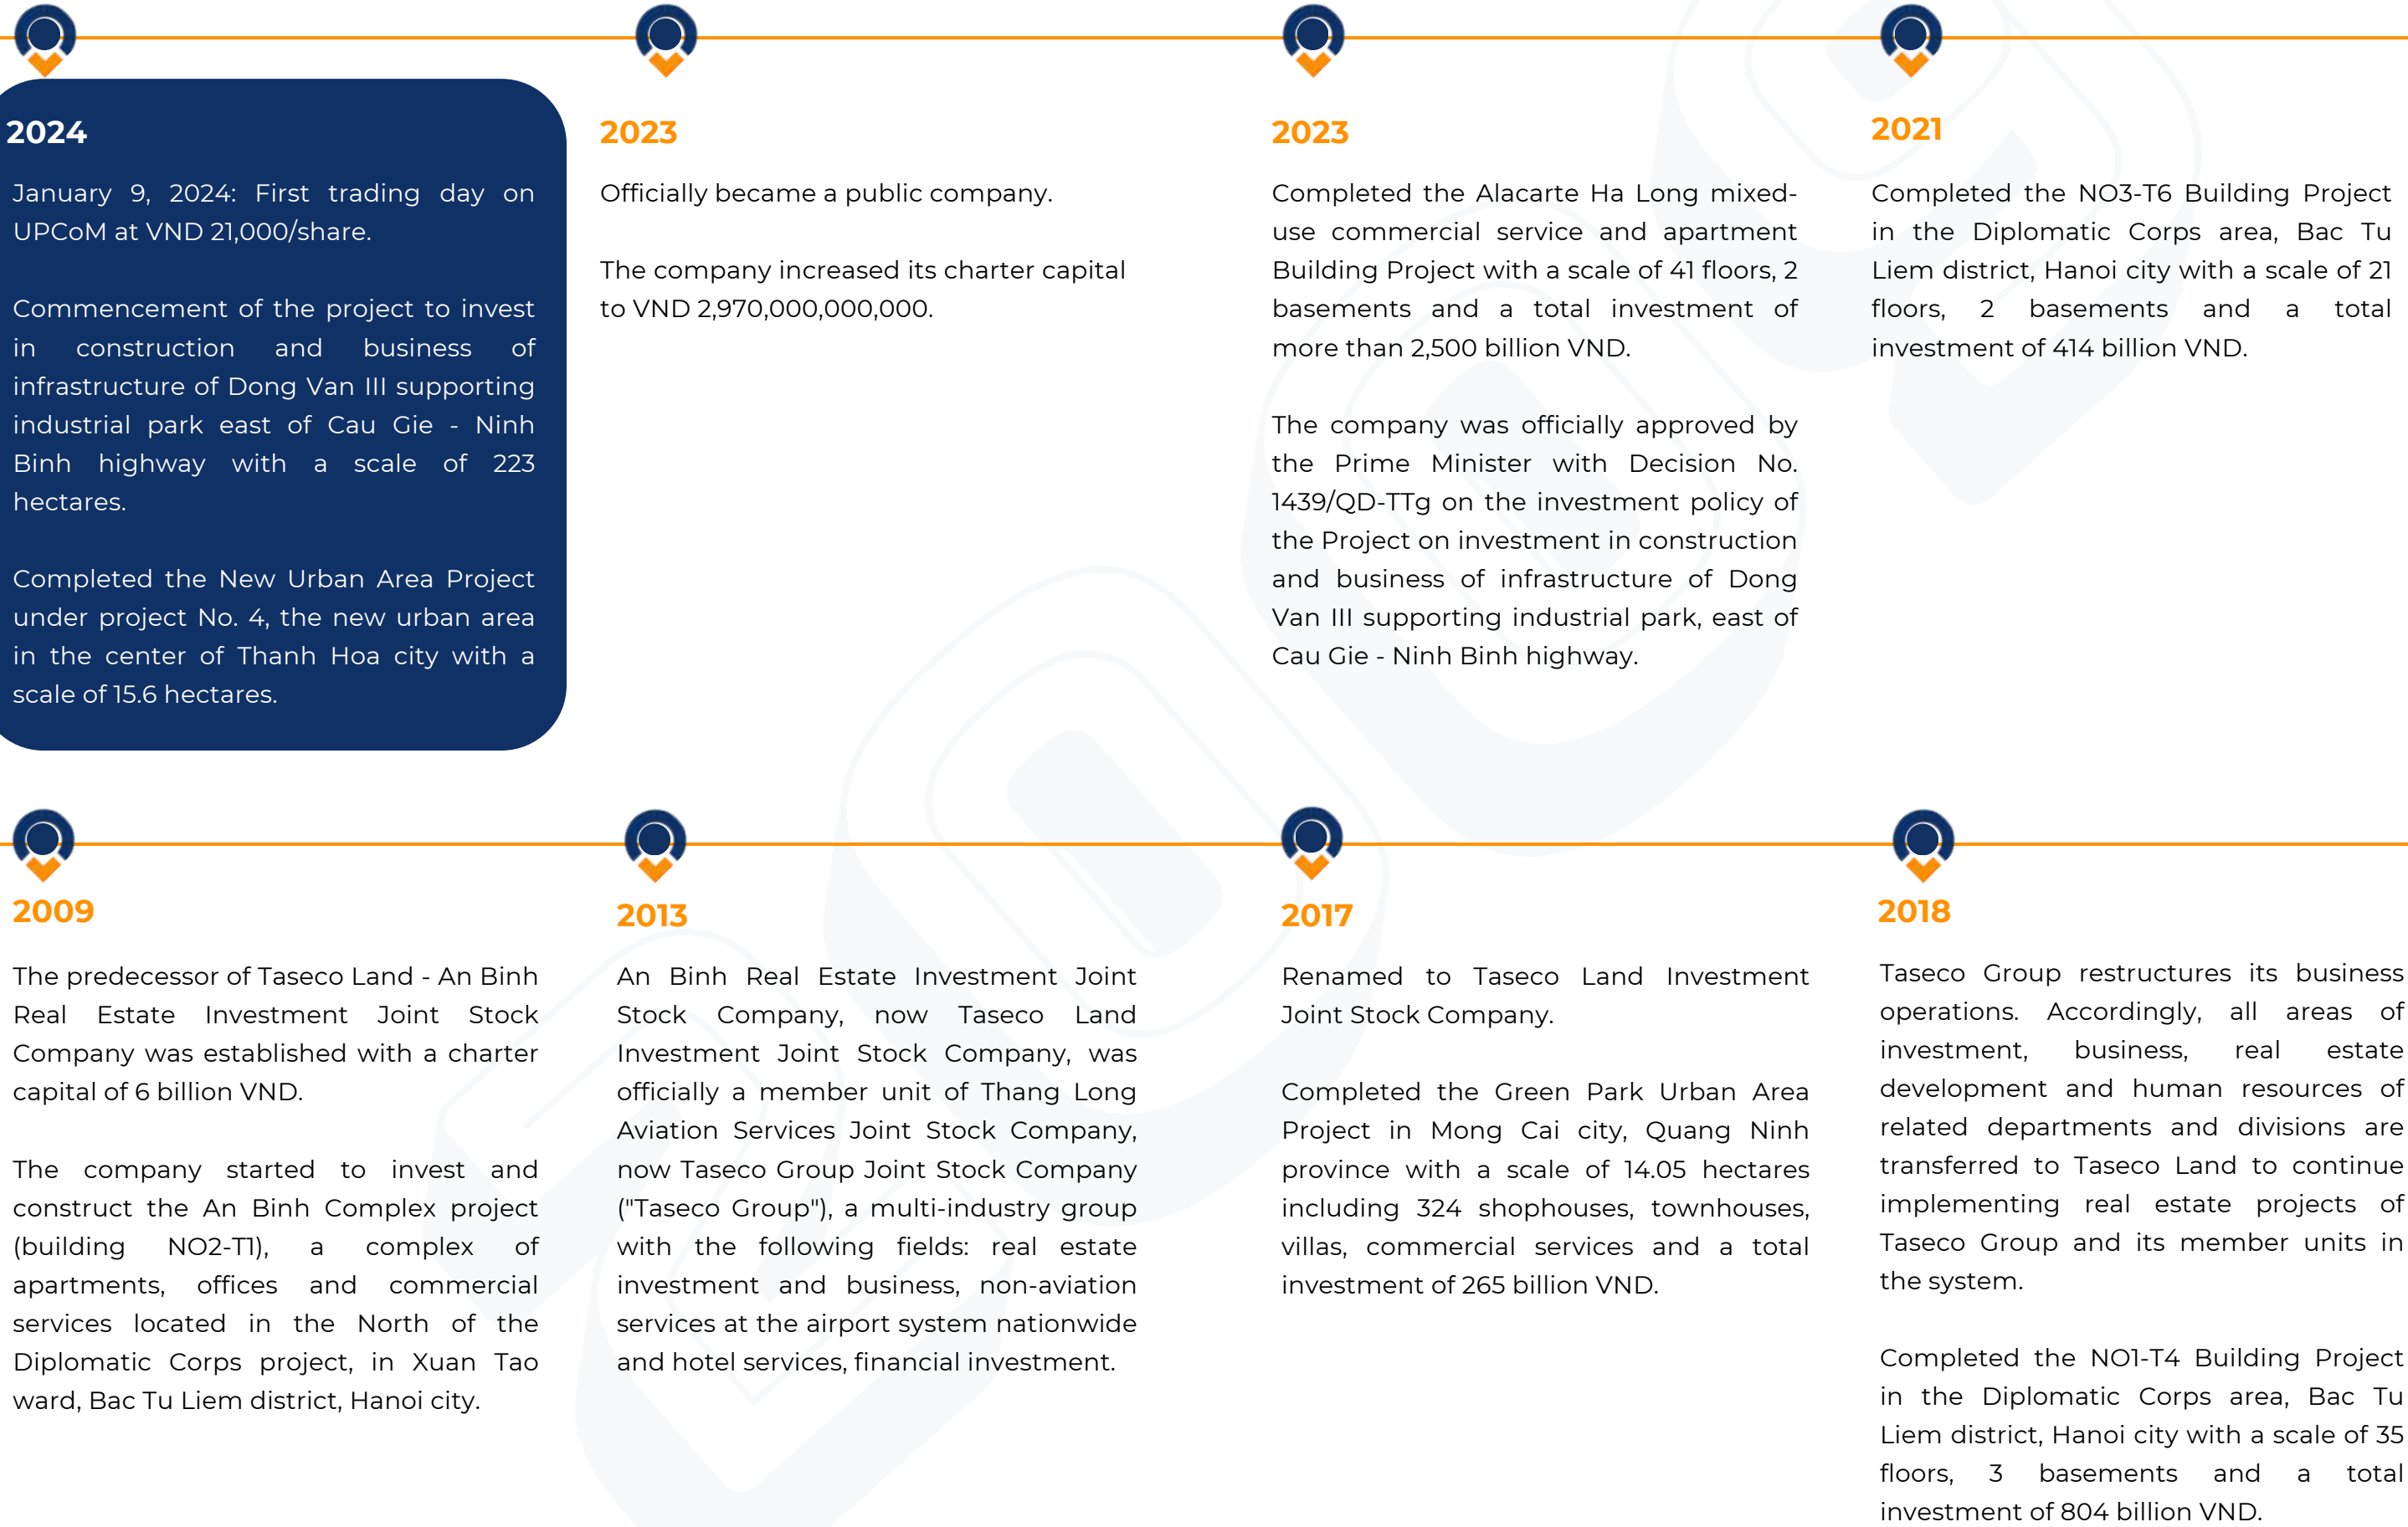 2024
January 9, 2024: First trading day on
UPCoM at VND 21,000/share.
Commencement of the project to invest
in construction and business of
infrastructure of Dong Van III supporting
industrial park east of Cau Gie - Ninh
Binh highway with a scale of 223
hectares.
Completed the New Urban Area Project
under project No. 4, the new urban area
in the center of Thanh Hoa city with a
scale of 15.6 hectares.
2023
Officially became a public company.
The company increased its charter capital
to VND 2,970,000,000,000.
2023
Completed the Alacarte Ha Long mixed-
use commercial service and apartment
Building Project with a scale of 41 floors, 2
basements and a total investment of
more than 2,500 billion VND.
The company was officially approved by
the Prime Minister with Decision No.
1439/QD-TTg on the investment policy of
the Project on investment in construction
and business of infrastructure of Dong
Van III supporting industrial park, east of
Cau Gie - Ninh Binh highway.
2021
Completed the NO3-T6 Building Project
in the Diplomatic Corps area, Bac Tu
Liem district, Hanoi city with a scale of 21
floors, 2 basements and a total
investment of 414 billion VND.
2009
The predecessor of Taseco Land - An Binh
Real Estate Investment Joint Stock
Company was established with a charter
capital of 6 billion VND.
The company started to invest and
construct the An Binh Complex project
(building NO2-T1), a complex of
apartments, offices and commercial
services located in the North of the
Diplomatic Corps project, in Xuan Tao
ward, Bac Tu Liem district, Hanoi city.
2013
An Binh Real Estate Investment Joint
Stock Company, now Taseco Land
Investment Joint Stock Company, was
officially a member unit of Thang Long
Aviation Services Joint Stock Company,
now Taseco Group Joint Stock Company
("Taseco Group"), a multi-industry group
with the following fields: real estate
investment and business, non-aviation
services at the airport system nationwide
and hotel services, financial investment.
2017
Renamed to Taseco Land Investment
Joint Stock Company.
Completed the Green Park Urban Area
Project in Mong Cai city, Quang Ninh
province with a scale of 14.05 hectares
including 324 shophouses, townhouses,
villas, commercial services and a total
investment of 265 billion VND.
2018
Taseco Group restructures its business
operations. Accordingly, all areas of
investment, business, real estate
development and human resources of
related departments and divisions are
transferred to Taseco Land to continue
implementing real estate projects of
Taseco Group and its member units in
the system.
Completed the NO1-T4 Building Project
in the Diplomatic Corps area, Bac Tu
Liem district, Hanoi city with a scale of 35
floors, 3 basements and a total
investment of 804 billion VND.